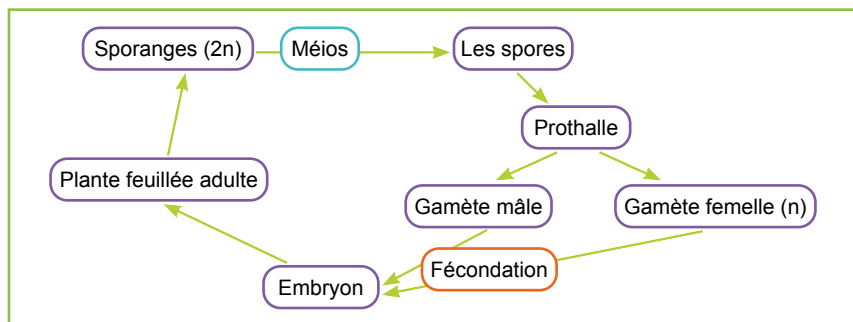 Sporanges (2n)
Méios
Les spores
Prothalle
Plante feuillée adulte
Gamète mâle
Gamète femelle (n)
Fécondation
Embryon